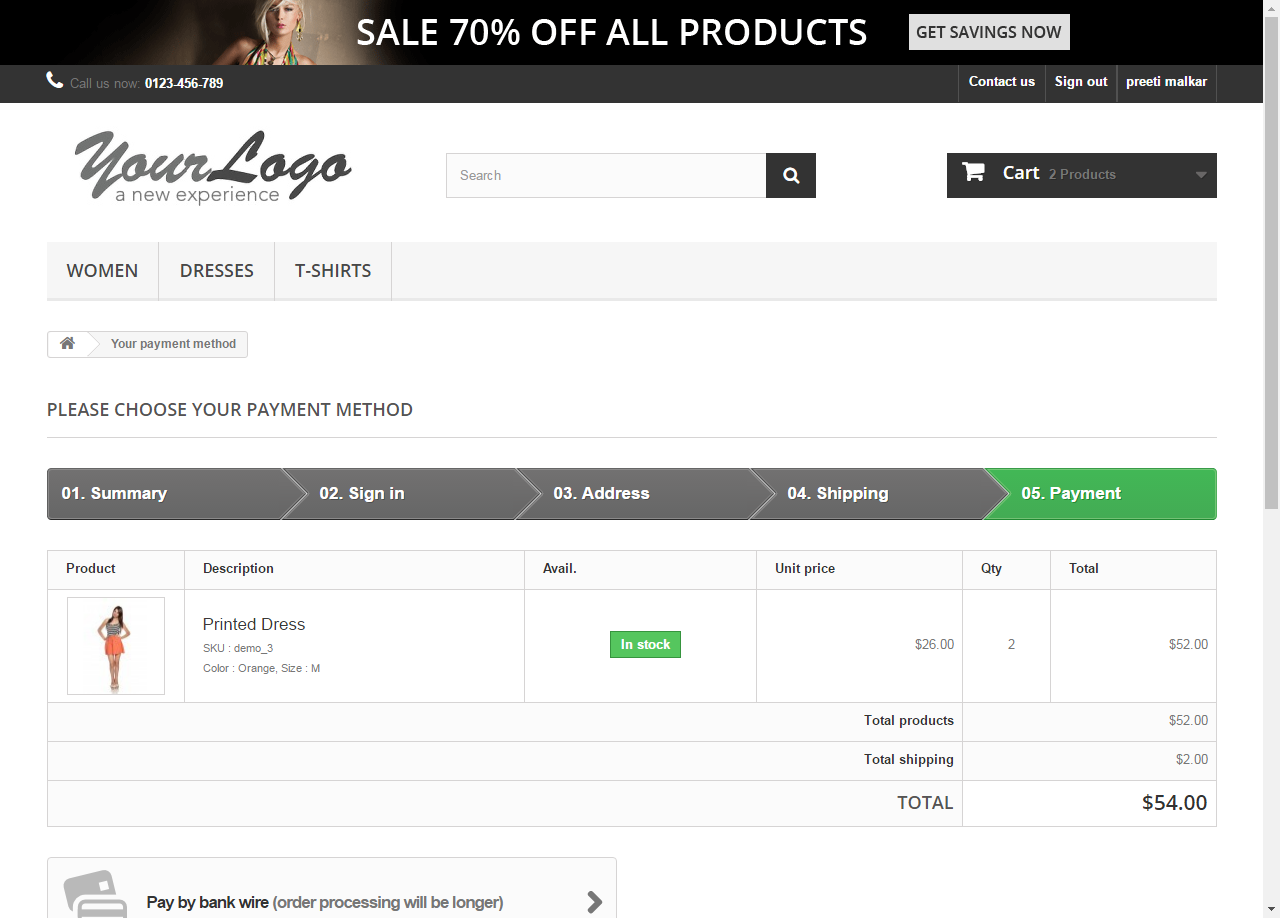 SALE 70% OFF ALL PRODUCTS GET SAVINGS NOW
Call us now: 0123-456-789 Contact us Sign out preeti malkar
YourLogo
a new experience
Search
Cart 2 Products
WOMEN DRESSES T-SHIRTS
Your payment method
PLEASE CHOOSE YOUR PAYMENT METHOD
01. Summary 02. Sign in 03. Address 04. Shipping 05. Payment
Product Description Avail. Unit price Qty Total
Printed Dress
SKU : demo_3
Color : Orange, Size : M
In stock
$26.00 2 $52.00
Total products $52.00
Total shipping $2.00
TOTAL $54.00
Pay by bank wire (order processing will be longer)